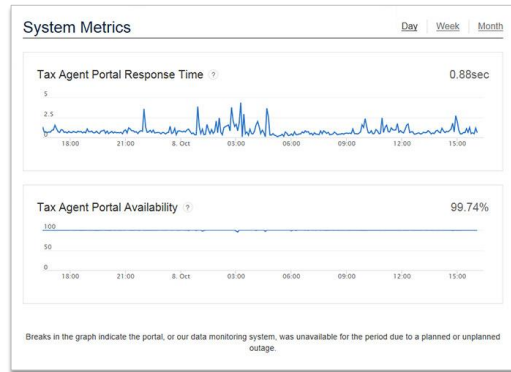 System Metrics
Day Week Month
Tax Agent Portal Response Time ? 0.88sec
5
2.5
0
18:00 21:00 8. Oct 03:00 06:00 09:00 12:00 15:00
Tax Agent Portal Availability ? 99.74%
100
50
0
18:00 21:00 8. Oct 03:00 06:00 09:00 12:00 15:00
Breaks in the graph indicate the portal, or our data monitoring system, was unavailable for the period due to a planned or unplanned
outage.